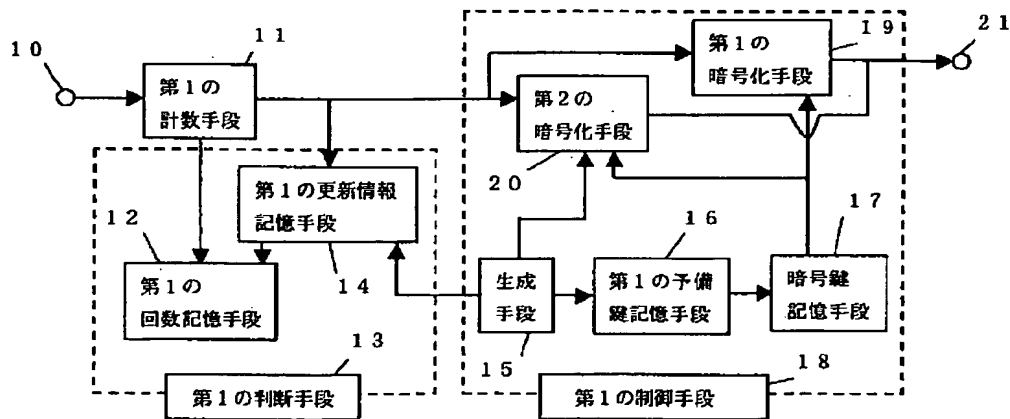 １０
１１
第１の
計数手段
１２
第１の
回数記憶手段
第１の更新情報
記憶手段
１４
１３
第１の判断手段
第１の
暗号化手段
１９
２１
第２の
暗号化手段
２０
生成
手段
１５
１６
第１の予備
鍵記憶手段
１７
暗号鍵
記憶手段
１８
第１の制御手段